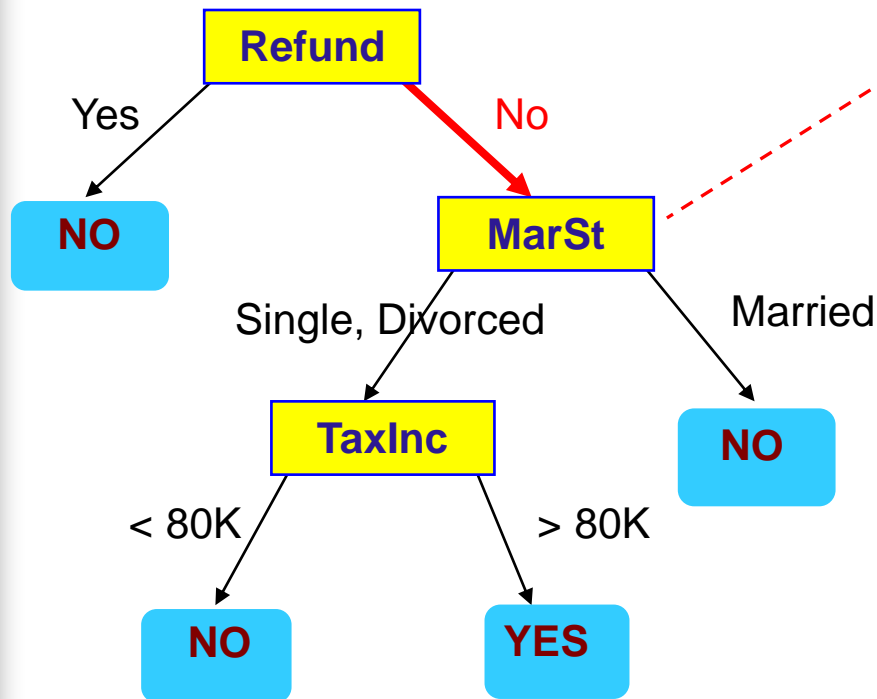 Refund
Yes
No
NO
MarSt
Single, Divorced
Married
TaxInc
NO
< 80K
> 80K
NO
YES